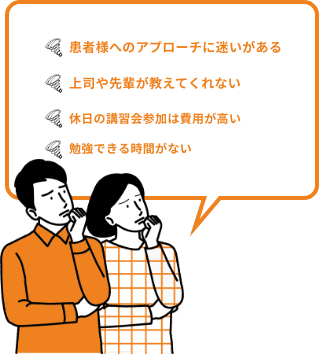 患者様へのアプローチに迷いがある
上司や先輩が教えてくれない
休日の講習会参加は費用が高い
勉強できる時間がない